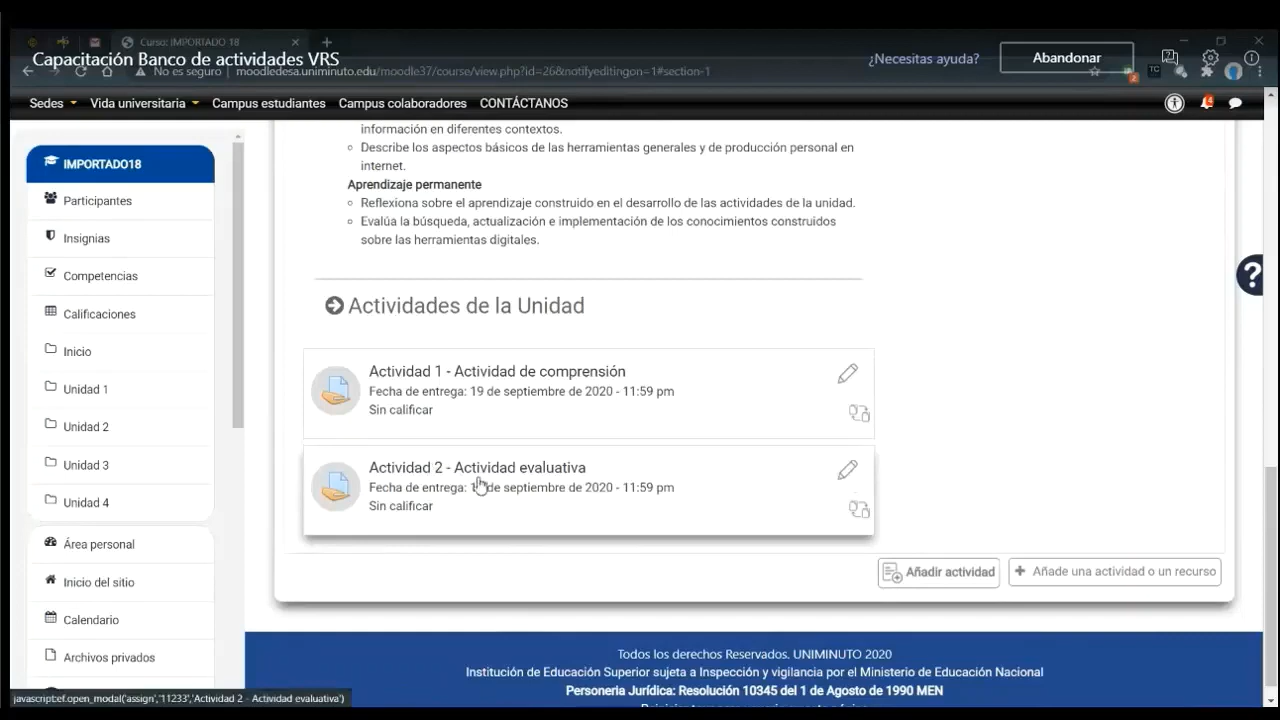 Curso: IMPORTADO 18
Capacitación Banco de actividades VRS
¿Necesitas ayuda?
Abandonar
No es seguro
moodledesa.uniminuto.edu/moodle37/course/view.php?id=26&notifyeditingon=1#section-1
TC
2
Sedes
Vida universitaria
Campus estudiantes
Campus colaboradores
CONTÁCTANOS
4
IMPORTADO18
Participantes
Insignias
Competencias
Calificaciones
Inicio
Unidad 1
Unidad 2
Unidad 3
Unidad 4
Área personal
Inicio del sitio
Calendario
Archivos privados
información en diferentes contextos.
Describe los aspectos básicos de las herramientas generales y de producción personal en
internet.
Aprendizaje permanente
Reflexiona sobre el aprendizaje construido en el desarrollo de las actividades de la unidad.
Evalúa la búsqueda, actualización e implementación de los conocimientos construidos
sobre las herramientas digitales.
Actividades de la Unidad
Actividad 1 - Actividad de comprensión
Fecha de entrega: 19 de septiembre de 2020 - 11:59 pm
Sin calificar
Actividad 2 - Actividad evaluativa
Fecha de entrega: de septiembre de 2020 - 11:59 pm
Sin calificar
Añadir actividad
+ Añade una actividad o un recurso
?
Todos los derechos Reservados. UNIMINUTO 2020
Institución de Educación Superior sujeta a Inspección y vigilancia por el Ministerio de Educación Nacional
Personería Jurídica: Resolución 10345 del 1 de Agosto de 1990 MEN
javascript:ef.open_modal('assign','11233','Actividad 2 - Actividad evaluativa')